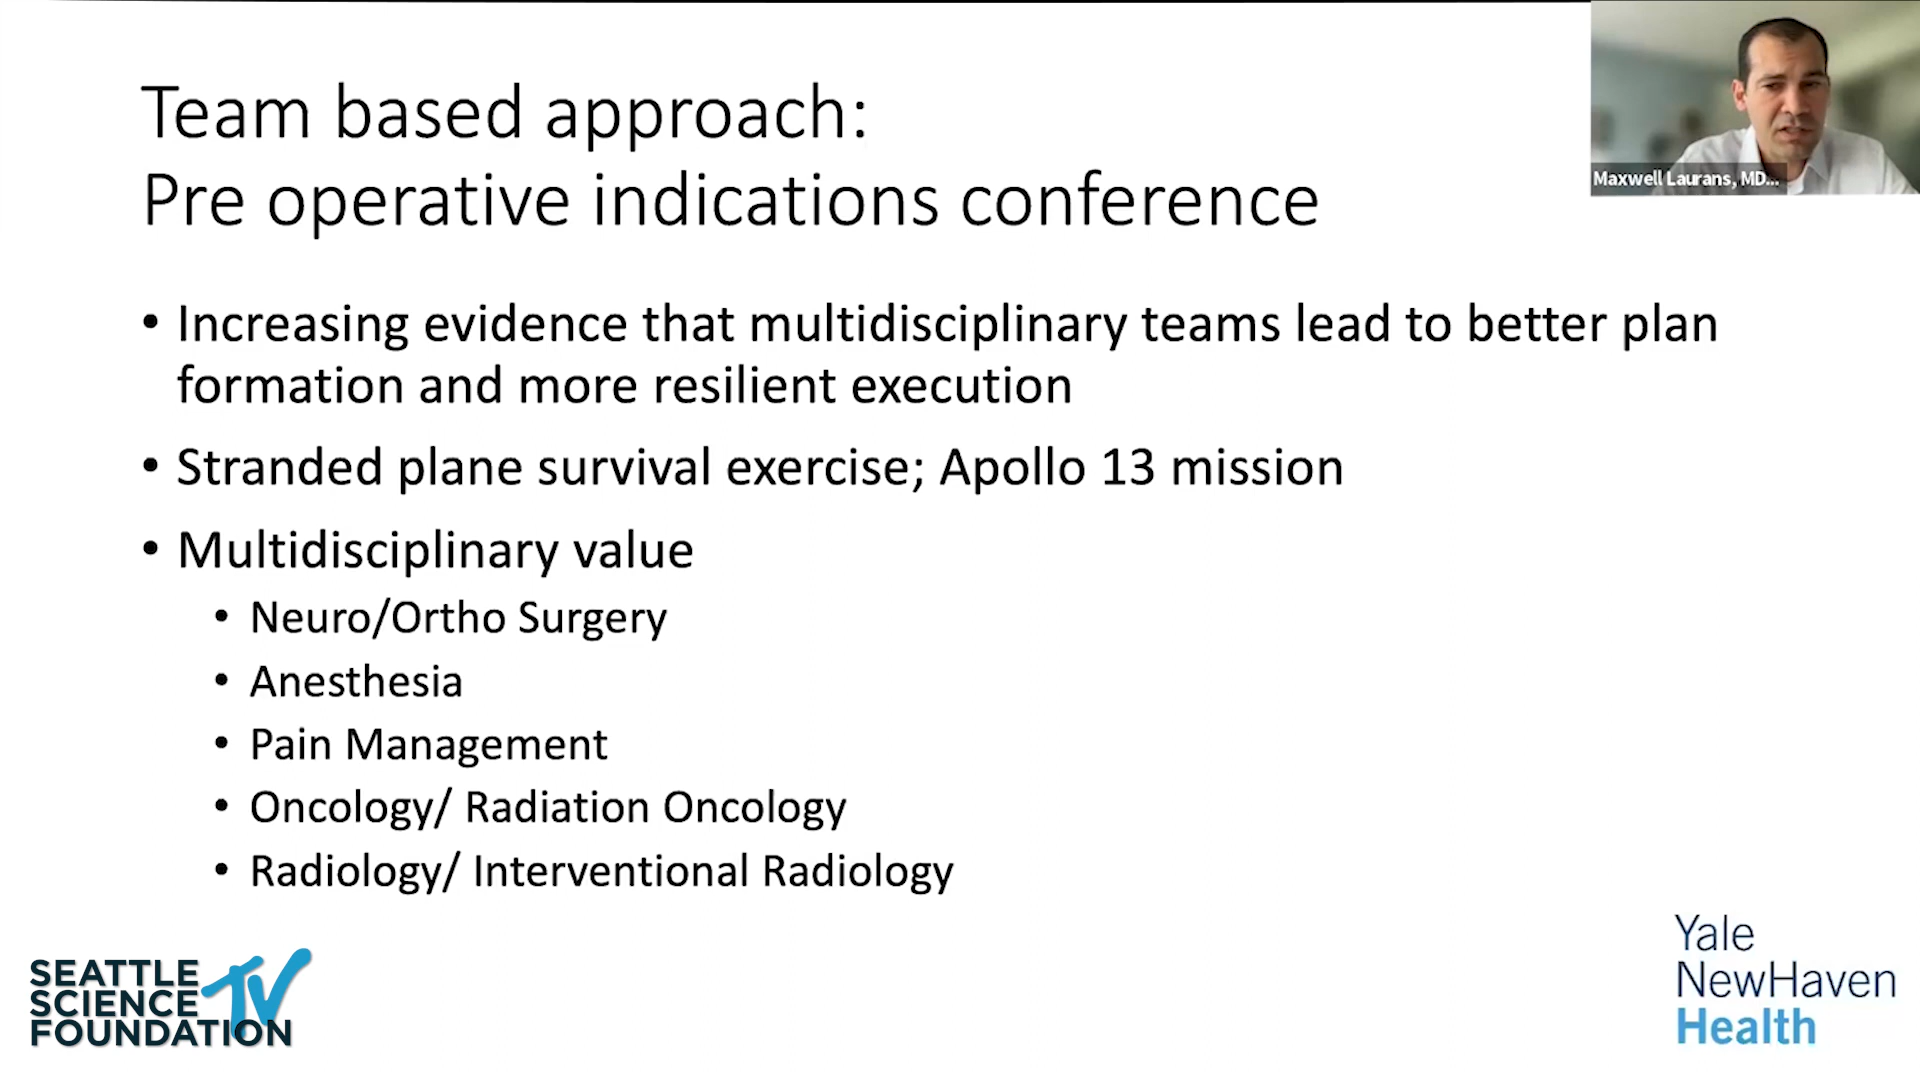 Team based approach:
Pre operative indications conference
Maxwell Laurans, MD...
• Increasing evidence that multidisciplinary teams lead to better plan
formation and more resilient execution
• Stranded plane survival exercise; Apollo 13 mission
• Multidisciplinary value
• Neuro/Ortho Surgery
• Anesthesia
• Pain Management
• Oncology/ Radiation Oncology
• Radiology/ Interventional Radiology
SEATTLE
SCIENCE
FOUNDATION
TV
Yale
NewHaven
Health